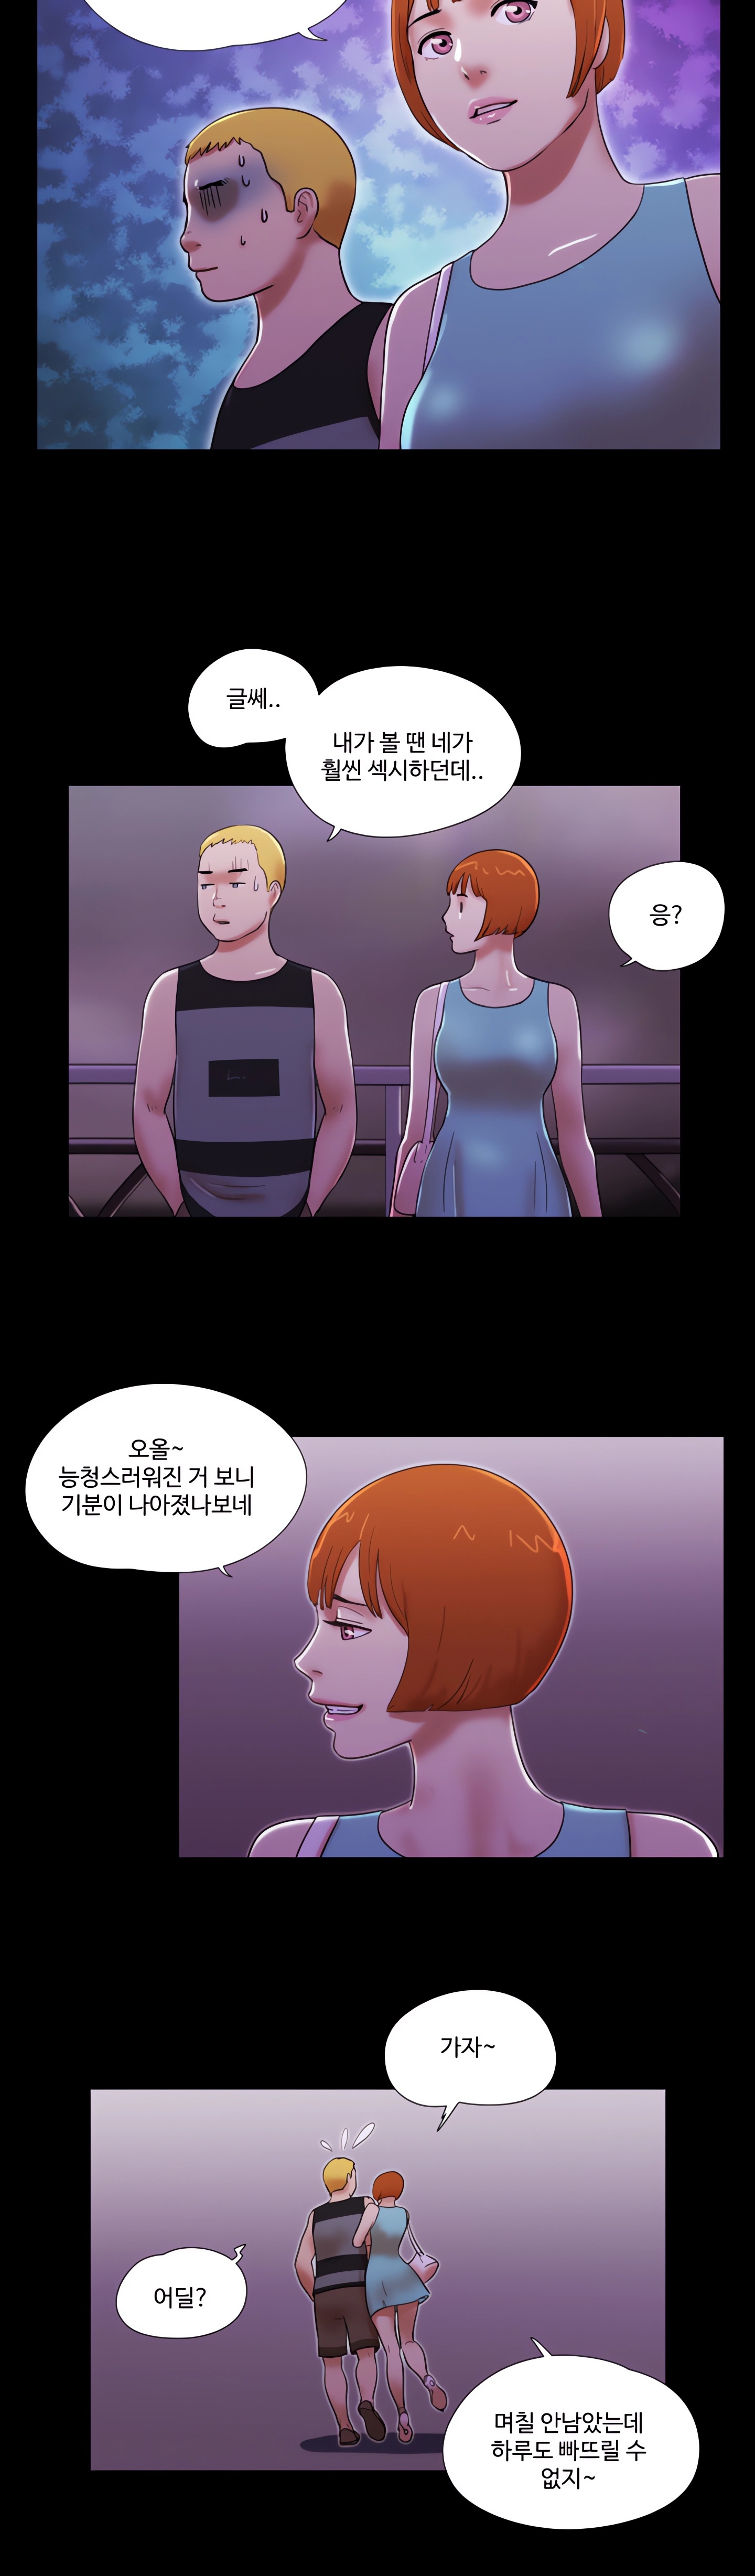 글쎄..
내가 볼 땐 네가
훨씬 섹시하던데..
응?
오올~
능청스러워진 거 보니
기분이 나아졌나보네
가자~
어딜?
며칠 안남았는데
하루도 빠뜨릴 수
없지~